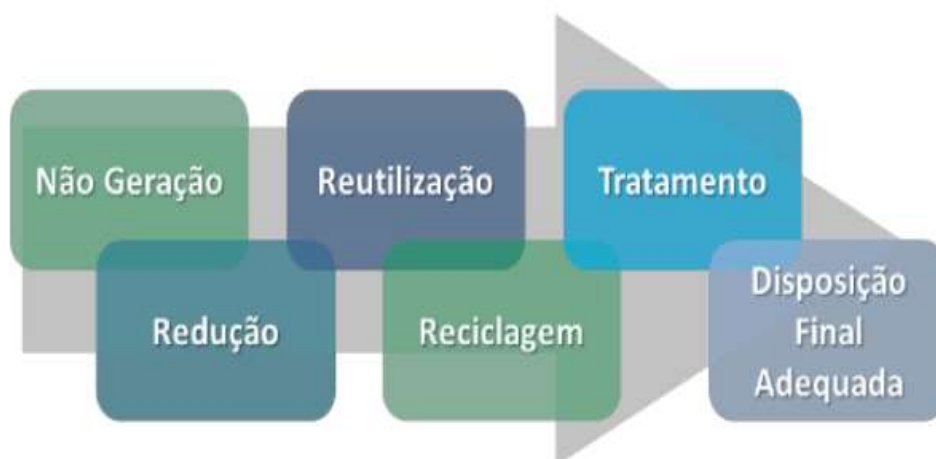 Não Geração
Redução
Reutilização
Reciclagem
Tratamento
Disposição
Final
Adequada